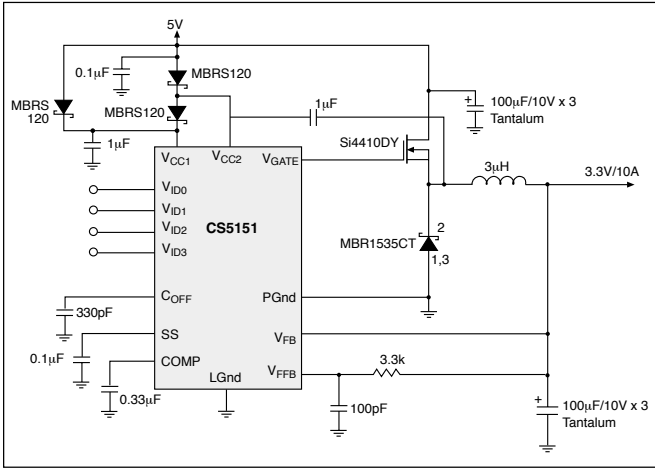 5V
0.1μF
MBRS120
MBRS
120
MBRS120
1μF
1μF
+
100μF/10V x 3
Tantalum
Si4410DY
3μH
3.3V/10A
VCC1
VCC2
VGATE
VID0
VID1
VID2
VID3
CS5151
2
MBR1535CT
1,3
COFF
PGnd
330pF
SS
VFB
0.1μF
COMP
VFFB
3.3k
LGnd
0.33μF
100pF
+
100μF/10V x 3
Tantalum